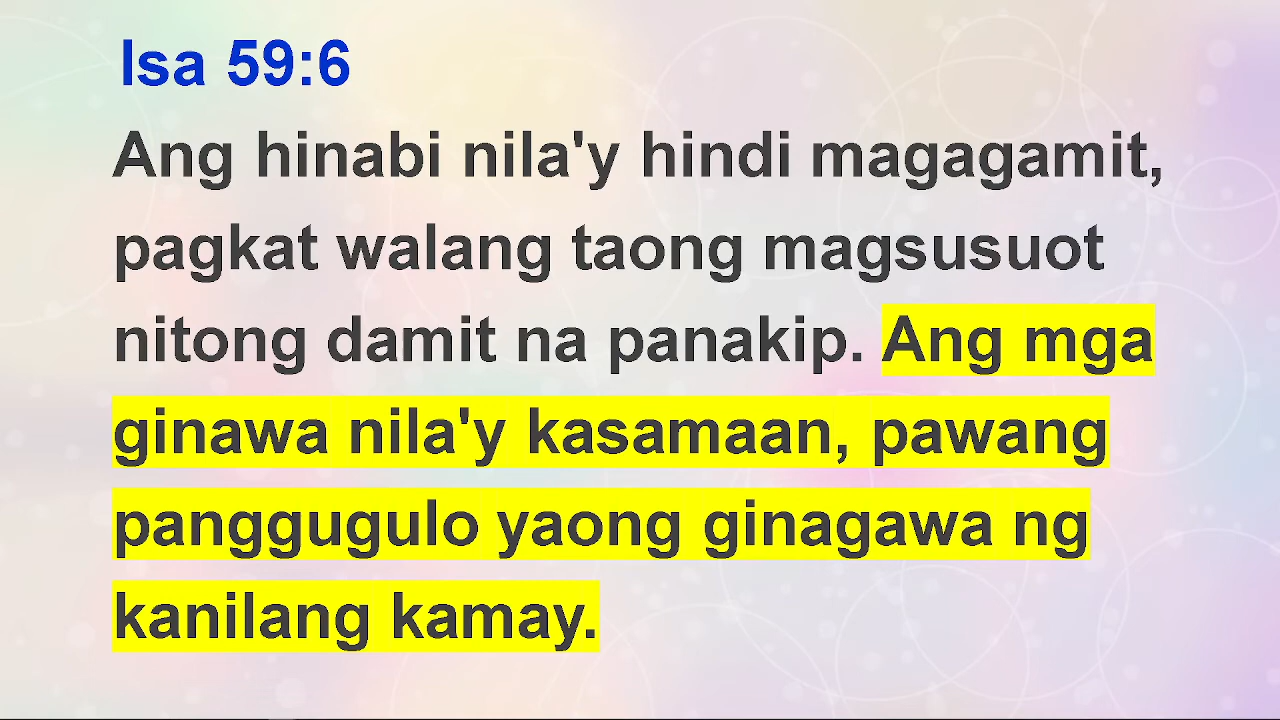 Isa 59:6
Ang hinabi nila'y hindi magagamit,
pagkat walang taong magsusuot
nitong damit na panakip. Ang mga
ginawa nila'y kasamaan, pawang
panggugulo yaong ginagawa ng
kanilang kamay.